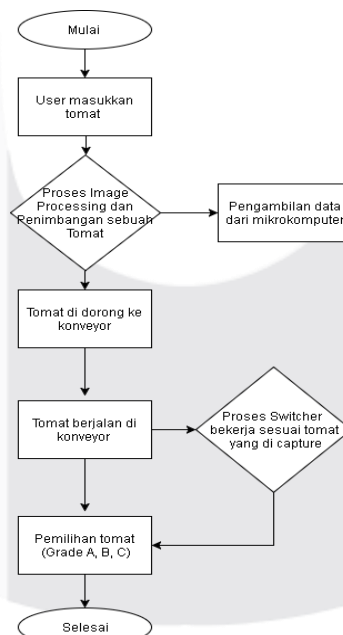 Mulai
User masukkan
tomat
Proses Image
Processing dan
Penimbangan sebuah
Tomat
Pengambilan data
dari mikrokomputer
Tomat di dorong ke
konveyor
Tomat berjalan di
konveyor
Proses Switcher
bekerja sesuai tomat
yang di capture
Pemilihan tomat
(Grade A, B, C)
Selesai